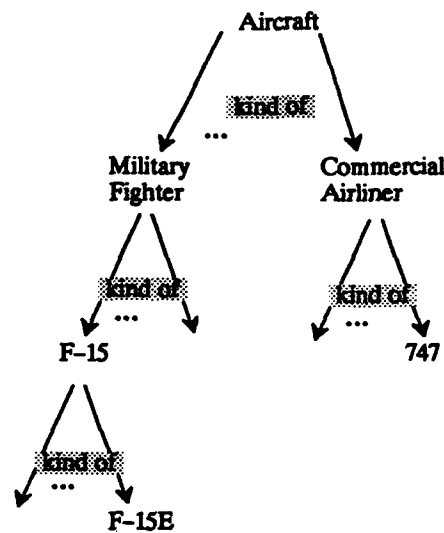 Aircraft
kind of
...
Military
Fighter
Commercial
Airliner
kind of
...
kind of
...
F-15
747
kind of
...
F-15E